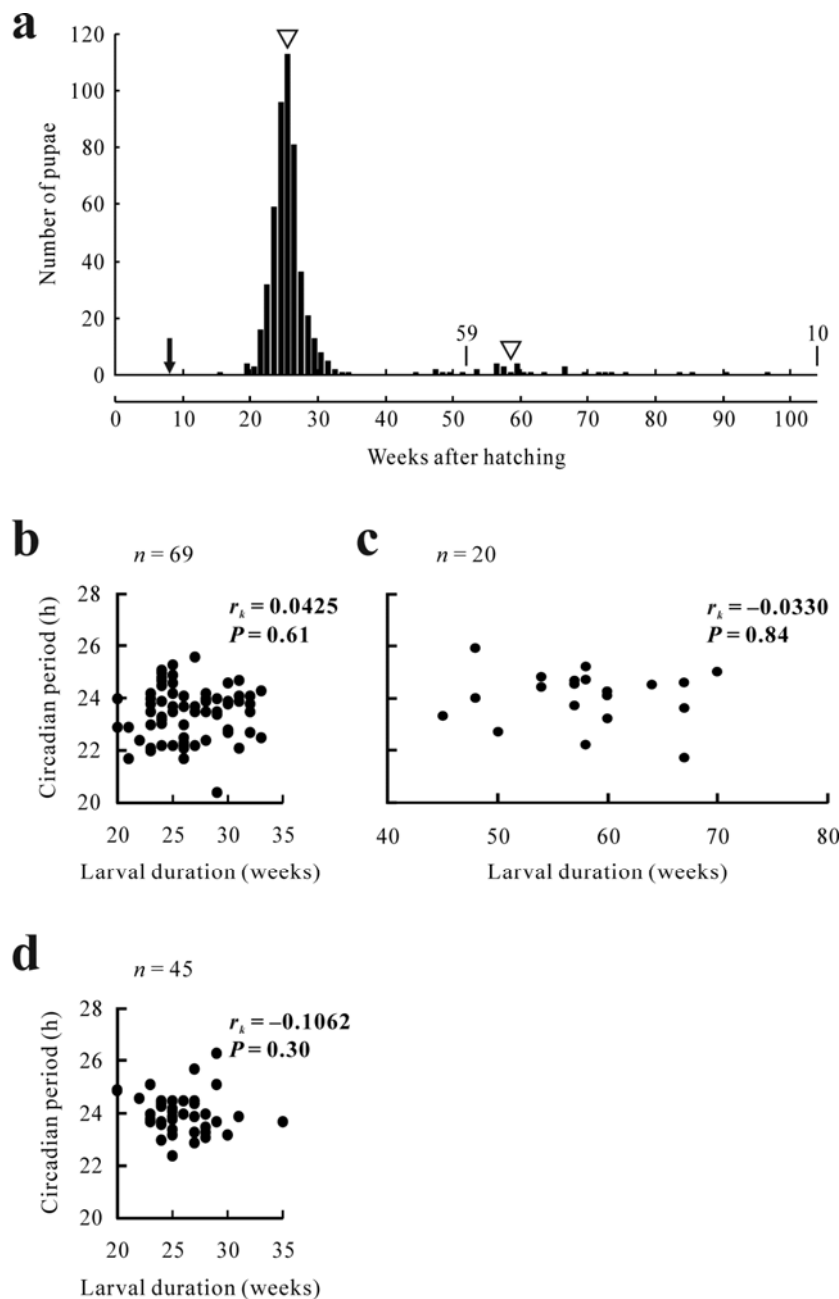 a
120
100
80
60
40
20
0
Number of pupae
59
10
0 10 20 30 40 50 60 70 80 90 100
Weeks after hatching
b
n = 69
28
26
24
22
20
Circadian period (h)
rk = 0.0425
P = 0.61
20 25 30 35
Larval duration (weeks)
c
n = 20
rk = –0.0330
P = 0.84
40 50 60 70 80
Larval duration (weeks)
d
n = 45
28
26
24
22
20
Circadian period (h)
rk = –0.1062
P = 0.30
20 25 30 35
Larval duration (weeks)